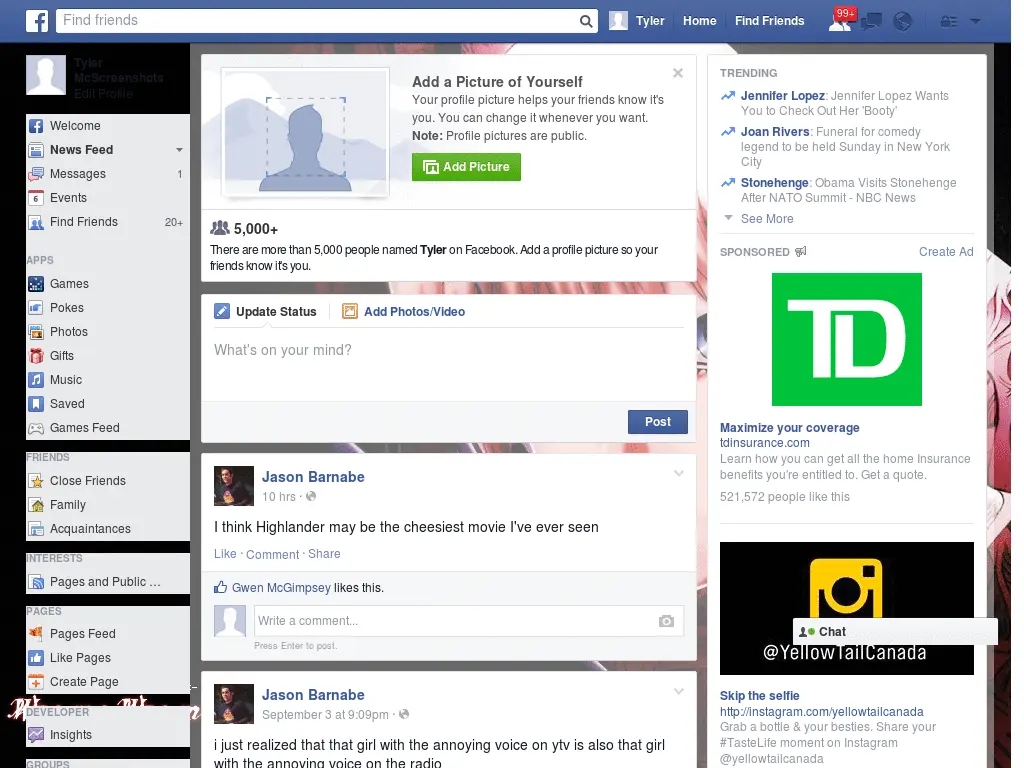 Find friends
Tyler
Home
Find Friends
99+
Tyler
McScreenshots
Edit Profile
Welcome
News Feed
Messages 1
6 Events
Find Friends 20+
APPS
Games
Pokes
Photos
Gifts
Music
Saved
Games Feed
FRIENDS
Close Friends
Family
Acquaintances
INTERESTS
Pages and Public ...
PAGES
Pages Feed
Like Pages
Create Page
DEVELOPER
Insights
GROUPS
Add a Picture of Yourself
Your profile picture helps your friends know it's
you. You can change it whenever you want.
Note: Profile pictures are public.
Add Picture
5,000+
There are more than 5,000 people named Tyler on Facebook. Add a profile picture so your
friends know it's you.
Update Status
Add Photos/Video
What's on your mind?
Post
Jason Barnabe
10 hrs ·
I think Highlander may be the cheesiest movie I've ever seen
Like · Comment · Share
Gwen McGimpsey likes this.
Write a comment...
Press Enter to post.
Jason Barnabe
September 3 at 9:09pm ·
i just realized that that girl with the annoying voice on ytv is also that girl
with the annoying voice on the radio
TRENDING
Jennifer Lopez: Jennifer Lopez Wants
You to Check Out Her 'Booty'
Joan Rivers: Funeral for comedy
legend to be held Sunday in New York
City
Stonehenge: Obama Visits Stonehenge
After NATO Summit - NBC News
See More
SPONSORED
Create Ad
TD
Maximize your coverage
tdinsurance.com
Learn how you can get all the home Insurance
benefits you're entitled to. Get a quote.
521,572 people like this
Chat
@YellowTailCanada
Skip the selfie
http://instagram.com/yellowtailcanada
Grab a bottle & your besties. Share your
#TasteLife moment on Instagram
@yellowtailcanada